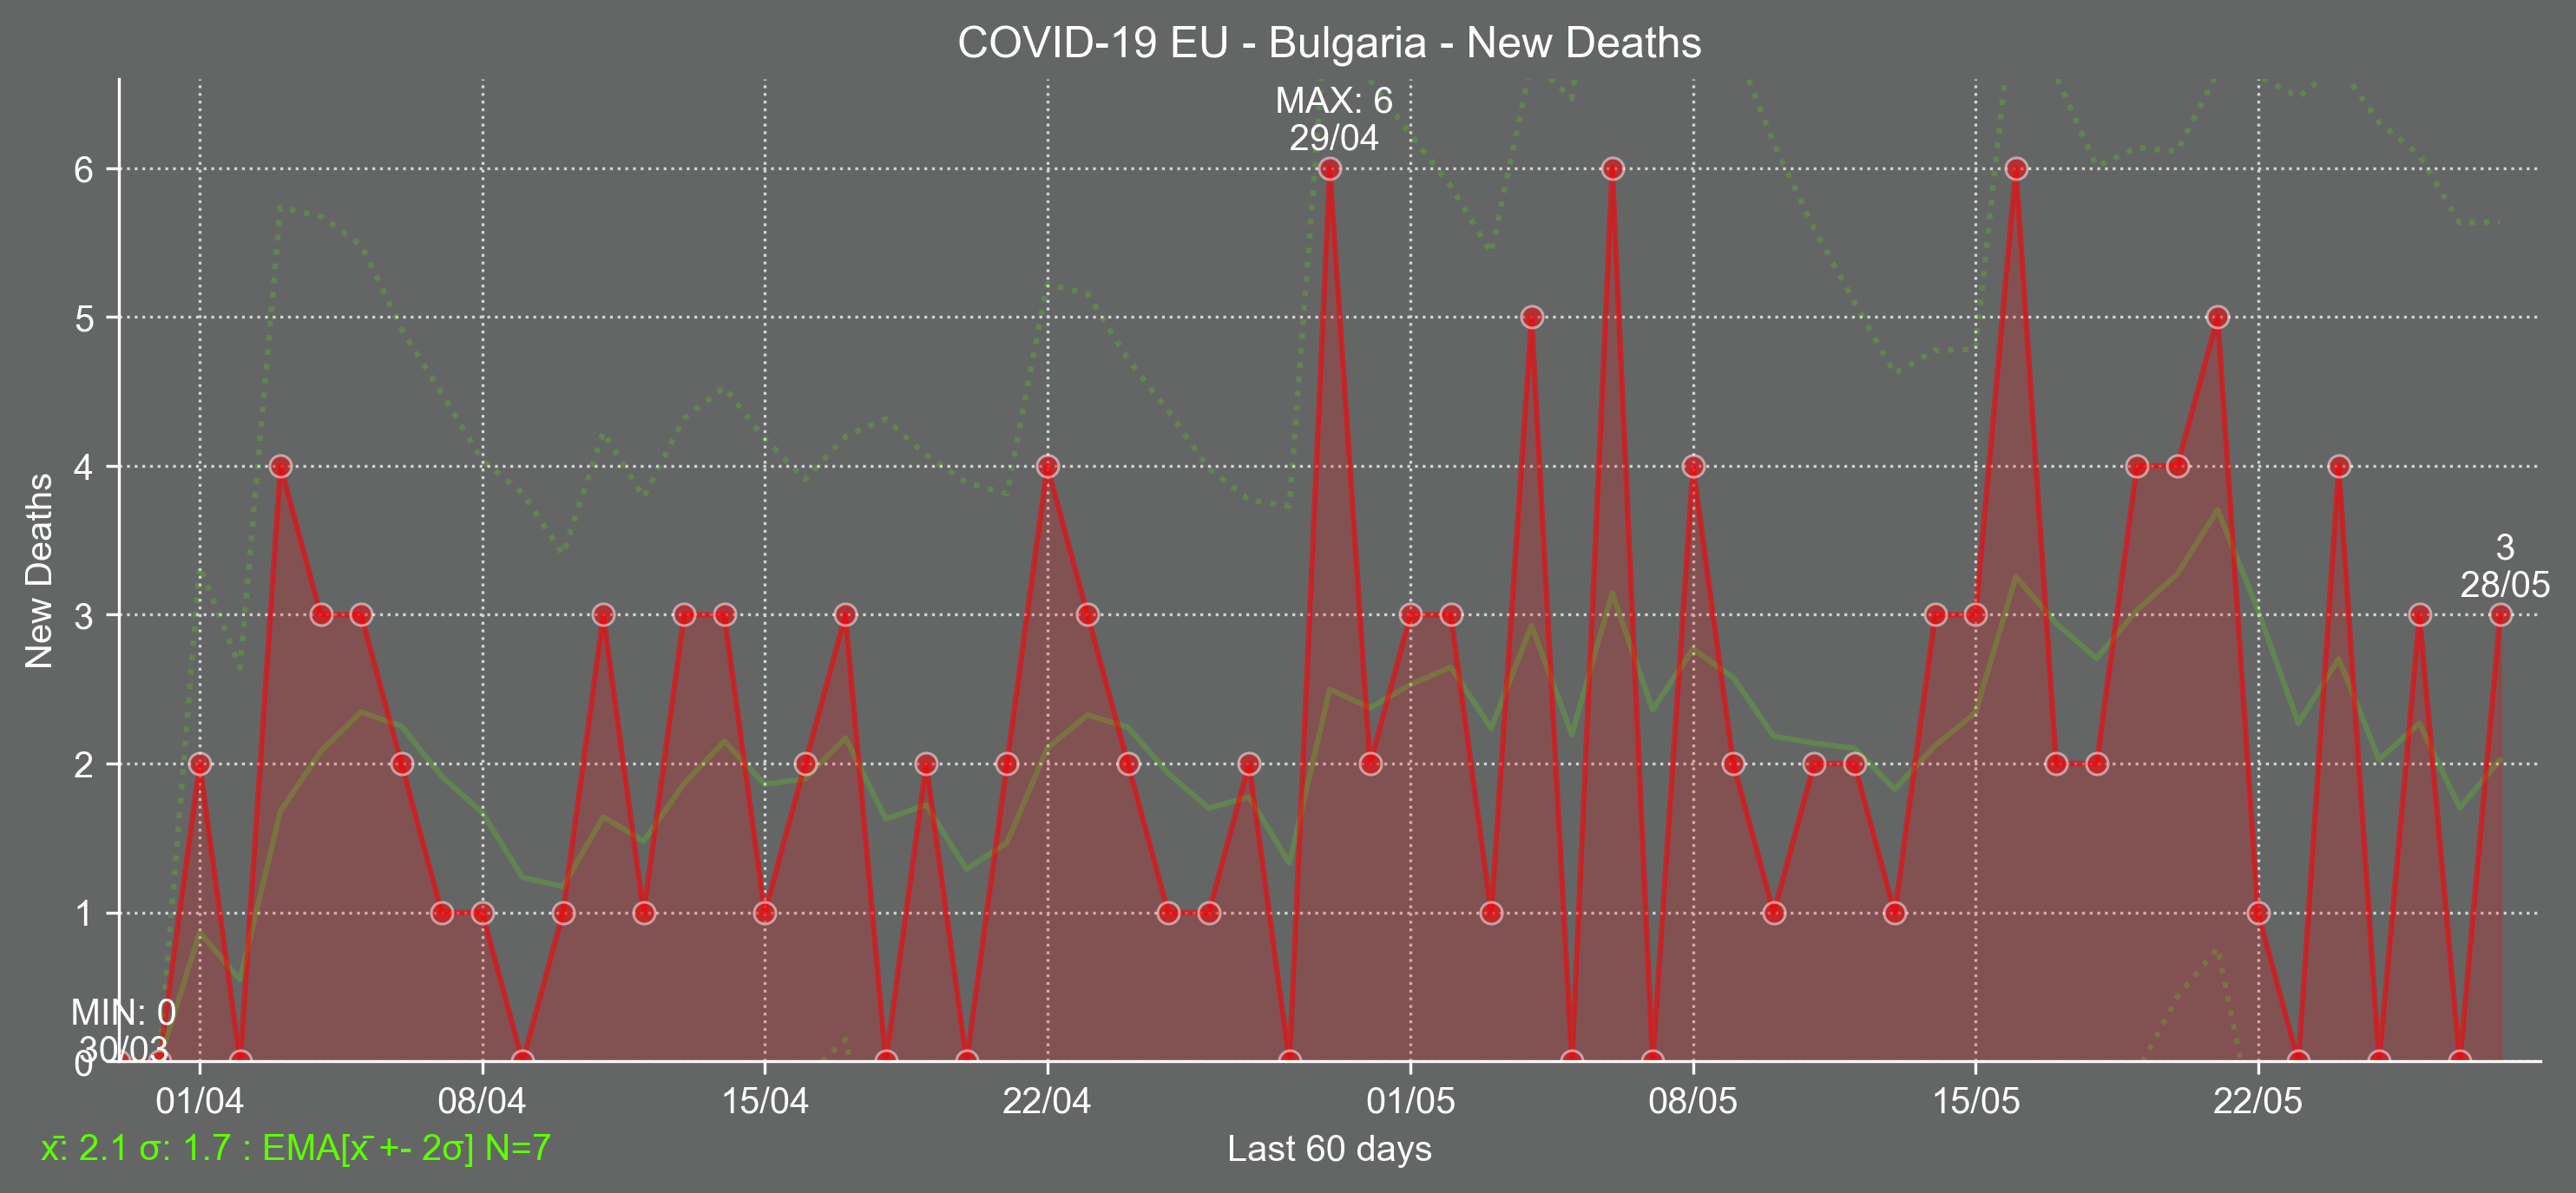 COVID-19 EU - Bulgaria - New Deaths
MAX: 6
29/04
6
5
4
3
2
1
0
New Deaths
3
28/05
MIN: 0
30/03
01/04 08/04 15/04 22/04 01/05 08/05 15/05 22/05
x̄: 2.1 σ: 1.7 : EMA[x̄ +- 2σ] N=7
Last 60 days